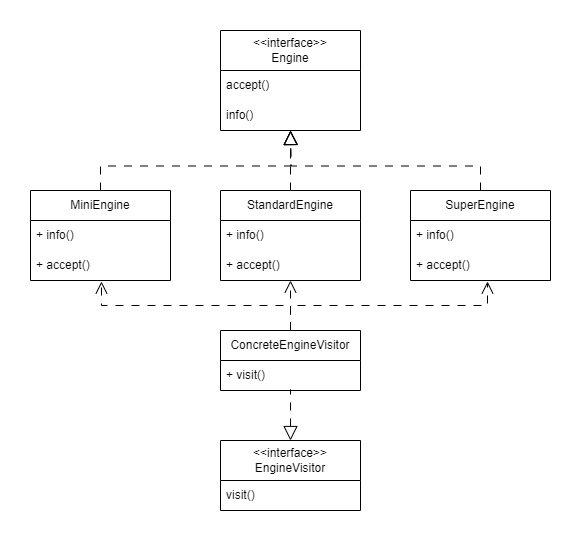 <<interface>>
Engine
accept()
info()
MiniEngine
+ info()
+ accept()
StandardEngine
+ info()
+ accept()
SuperEngine
+ info()
+ accept()
ConcreteEngineVisitor
+ visit()
<<interface>>
EngineVisitor
visit()